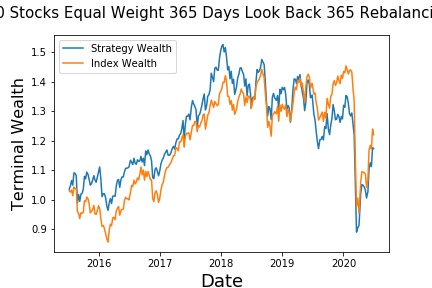 0 Stocks Equal Weight 365 Days Look Back 365 Rebalanci
Strategy Wealth
Index Wealth
Terminal Wealth
1.5
1.4
1.3
1.2
1.1
1.0
0.9
2016 2017 2018 2019 2020
Date